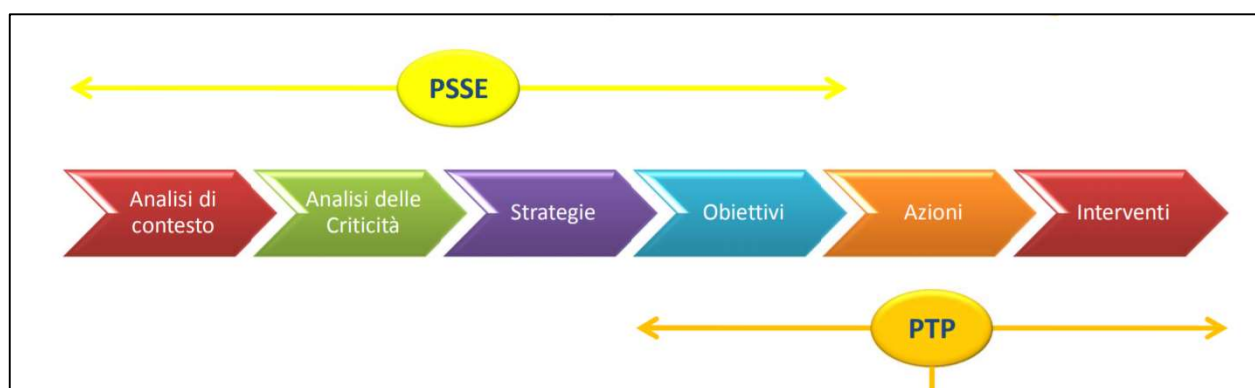 PSSE
Analisi di
contesto
Analisi delle
Criticità
Strategie
Obiettivi
Azioni
Interventi
PTP